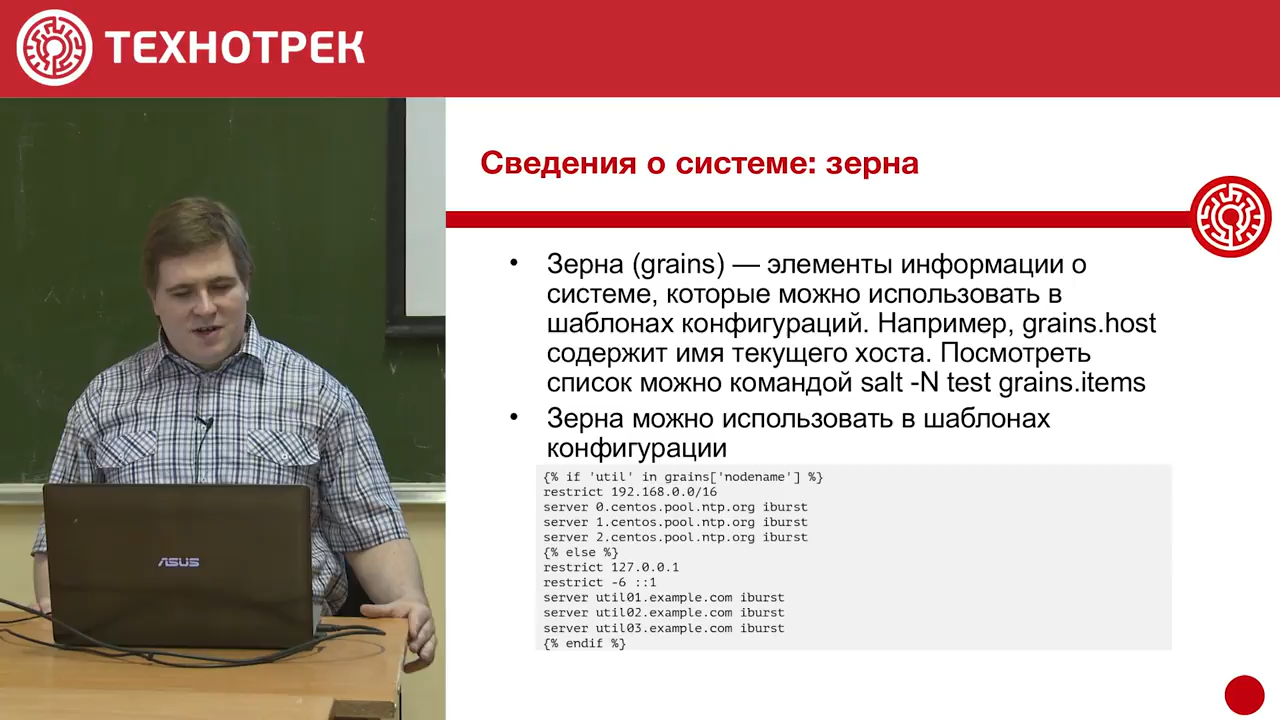 ТЕХНОТРЕК
Сведения о системе: зерна
• Зерна (grains) — элементы информации о
системе, которые можно использовать в
шаблонах конфигураций. Например, grains.host
содержит имя текущего хоста. Посмотреть
список можно командой salt -N test grains.items
• Зерна можно использовать в шаблонах
конфигурации
{% if 'util' in grains['nodename'] %}
restrict 192.168.0.0/16
server 0.centos.pool.ntp.org iburst
server 1.centos.pool.ntp.org iburst
server 2.centos.pool.ntp.org iburst
{% else %}
restrict 127.0.0.1
restrict -6 ::1
server util01.example.com iburst
server util02.example.com iburst
server util03.example.com iburst
{% endif %}
ASUS